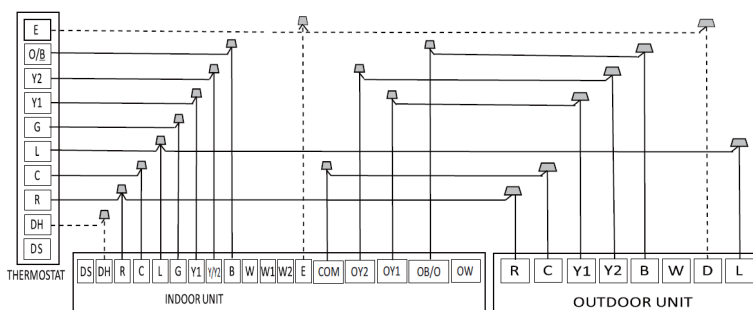 E
O/B
Y2
Y1
G
L
C
R
DH
DS
THERMOSTAT
DS DH R C L G Y1 Y/Y2 B W W1 W2 E COM OY2 OY1 OB/O OW
INDOOR UNIT
R C Y1 Y2 B W D L
OUTDOOR UNIT